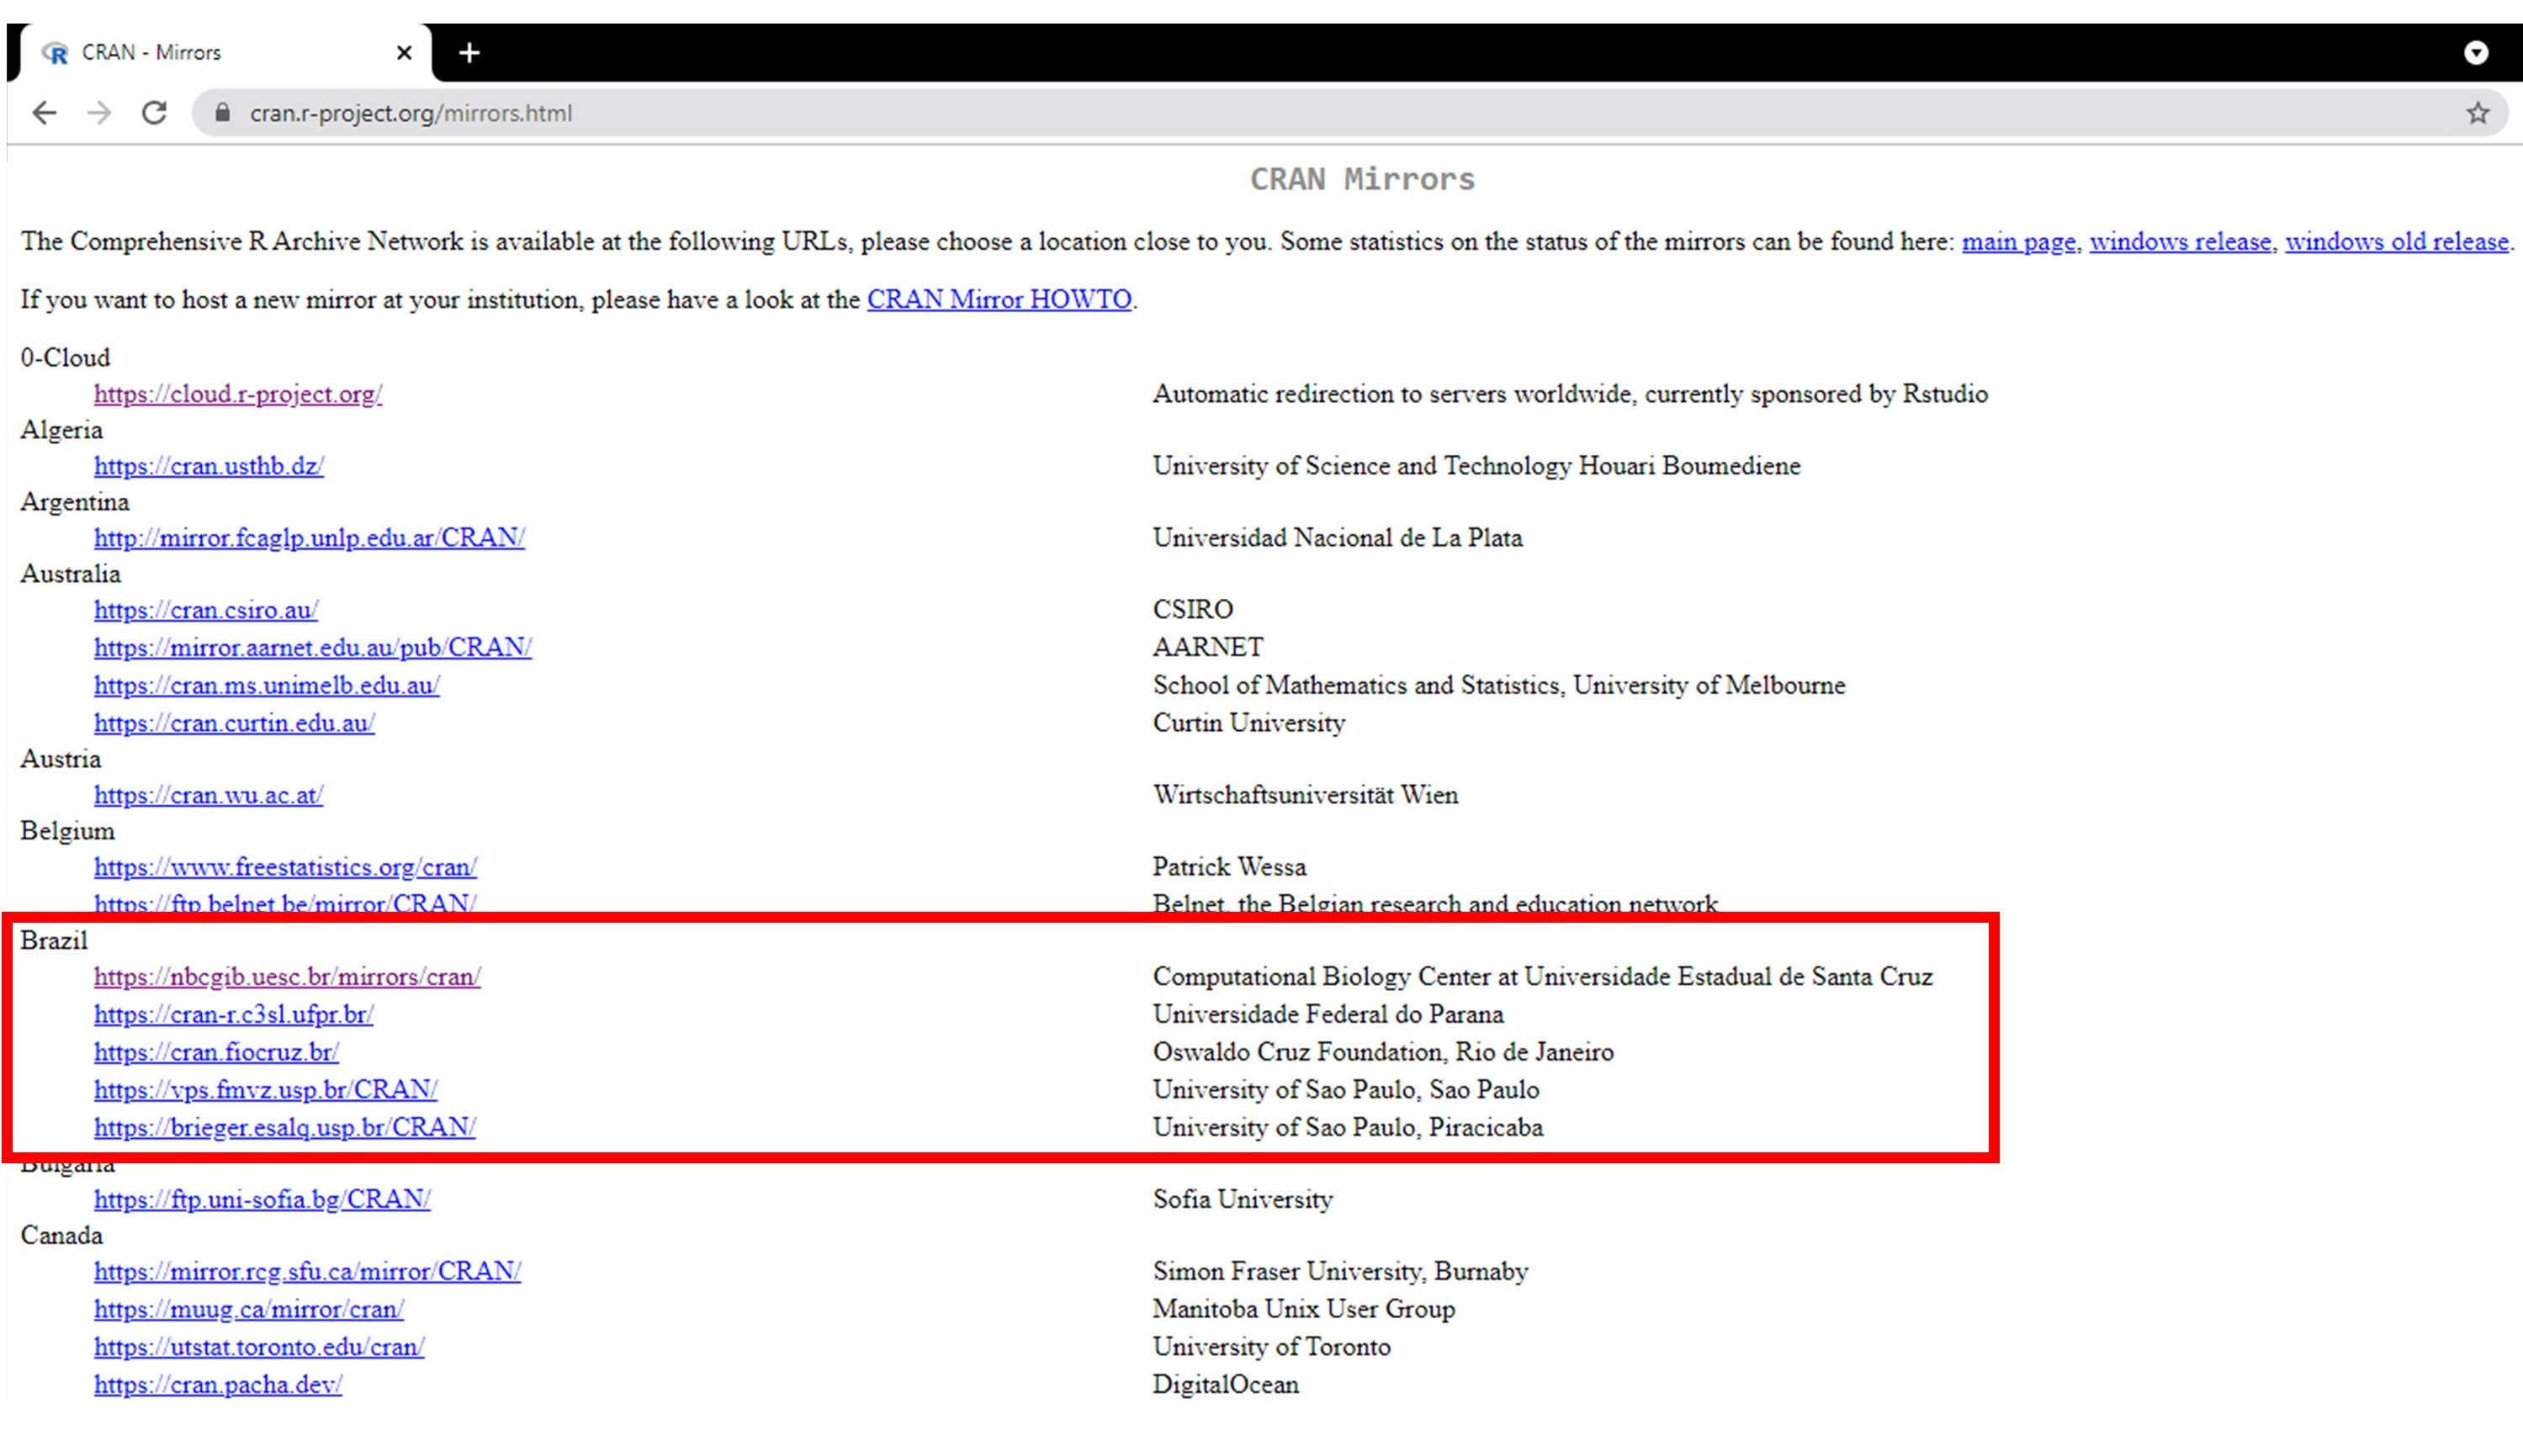 CRAN - Mirrors
cran.r-project.org/mirrors.html
CRAN Mirrors
The Comprehensive R Archive Network is available at the following URLs, please choose a location close to you. Some statistics on the status of the mirrors can be found here: main page, windows release, windows old release.
If you want to host a new mirror at your institution, please have a look at the CRAN Mirror HOWTO.
0-Cloud
https://cloud.r-project.org/ Automatic redirection to servers worldwide, currently sponsored by Rstudio
Algeria
https://cran.usthb.dz/ University of Science and Technology Houari Boumediene
Argentina
http://mirror.fcaglp.unlp.edu.ar/CRAN/ Universidad Nacional de La Plata
Australia
https://cran.csiro.au/ CSIRO
https://mirror.aarnet.edu.au/pub/CRAN/ AARNET
https://cran.ms.unimelb.edu.au/ School of Mathematics and Statistics, University of Melbourne
https://cran.curtin.edu.au/ Curtin University
Austria
https://cran.wu.ac.at/ Wirtschaftsuniversität Wien
Belgium
https://www.freestatistics.org/cran/ Patrick Wessa
https://ftp.belnet.be/mirror/CRAN/ Belnet, the Belgian research and education network
Brazil
https://nbcgib.uesc.br/mirrors/cran/ Computational Biology Center at Universidade Estadual de Santa Cruz
https://cran-r.c3sl.ufpr.br/ Universidade Federal do Parana
https://cran.fiocruz.br/ Oswaldo Cruz Foundation, Rio de Janeiro
https://vps.fmvz.usp.br/CRAN/ University of Sao Paulo, Sao Paulo
https://brieger.esalq.usp.br/CRAN/ University of Sao Paulo, Piracicaba
Bulgaria
https://ftp.uni-sofia.bg/CRAN/ Sofia University
Canada
https://mirror.rcg.sfu.ca/mirror/CRAN/ Simon Fraser University, Burnaby
https://muug.ca/mirror/cran/ Manitoba Unix User Group
https://utstat.toronto.edu/cran/ University of Toronto
https://cran.pacha.dev/ DigitalOcean